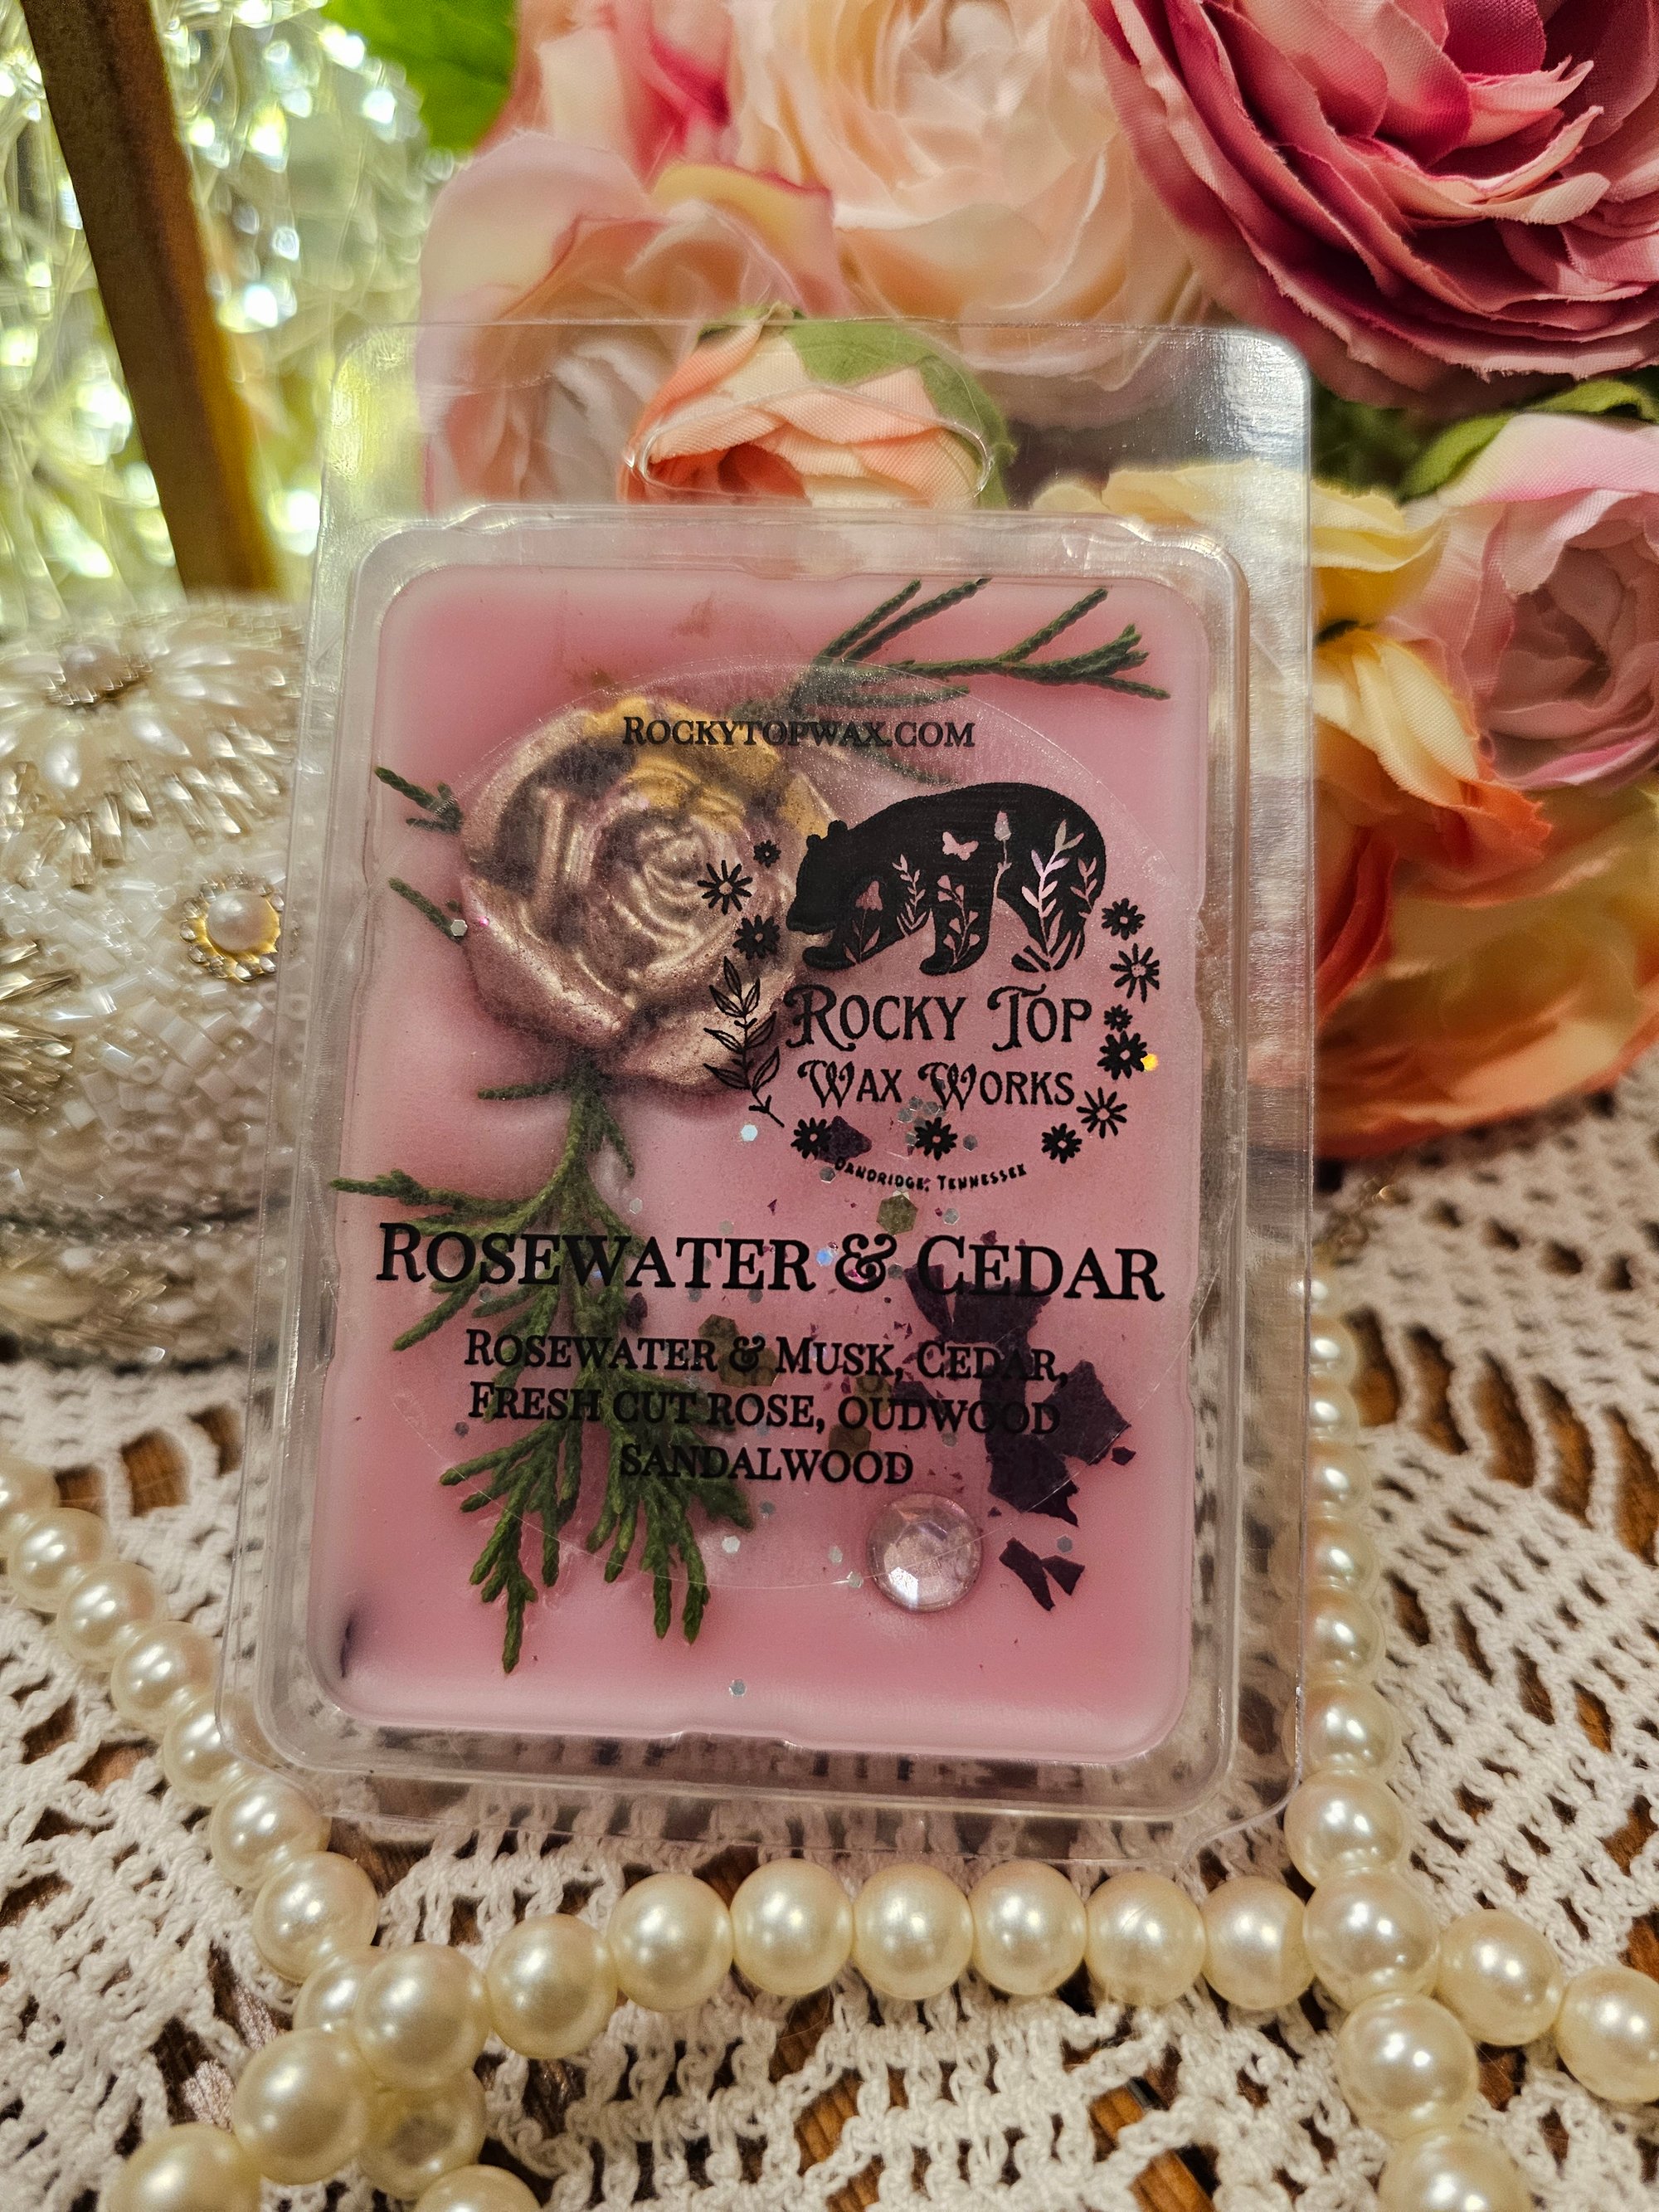 Rockytopwax.com
Rocky Top
Wax Works
Dandridge, Tennessee
Rosewater & Cedar
Rosewater & Musk, Cedar,
Fresh cut rose, Oudwood
Sandalwood